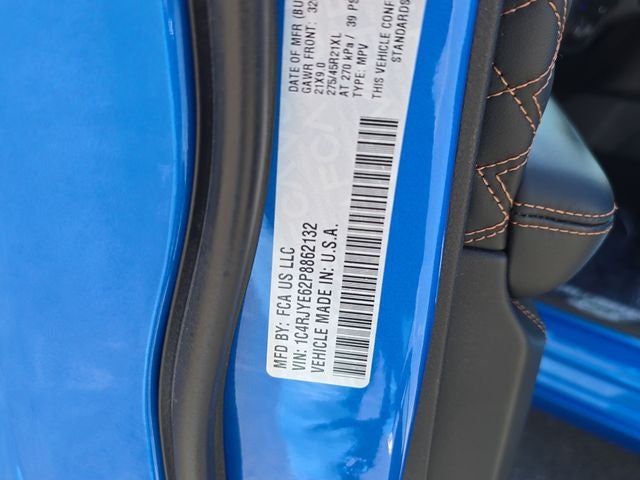 DATE OF MFR (BU
GAWR FRONT: 32
21X9.0
275/45R21XL
AT 270 kPa / 39 PS
TYPE: MPV
THIS VEHICLE CONF
STANDARDS
MFD BY: FCA US LLC
VIN: 1C4RJYE62P8862132
VEHICLE MADE IN: U.S.A.